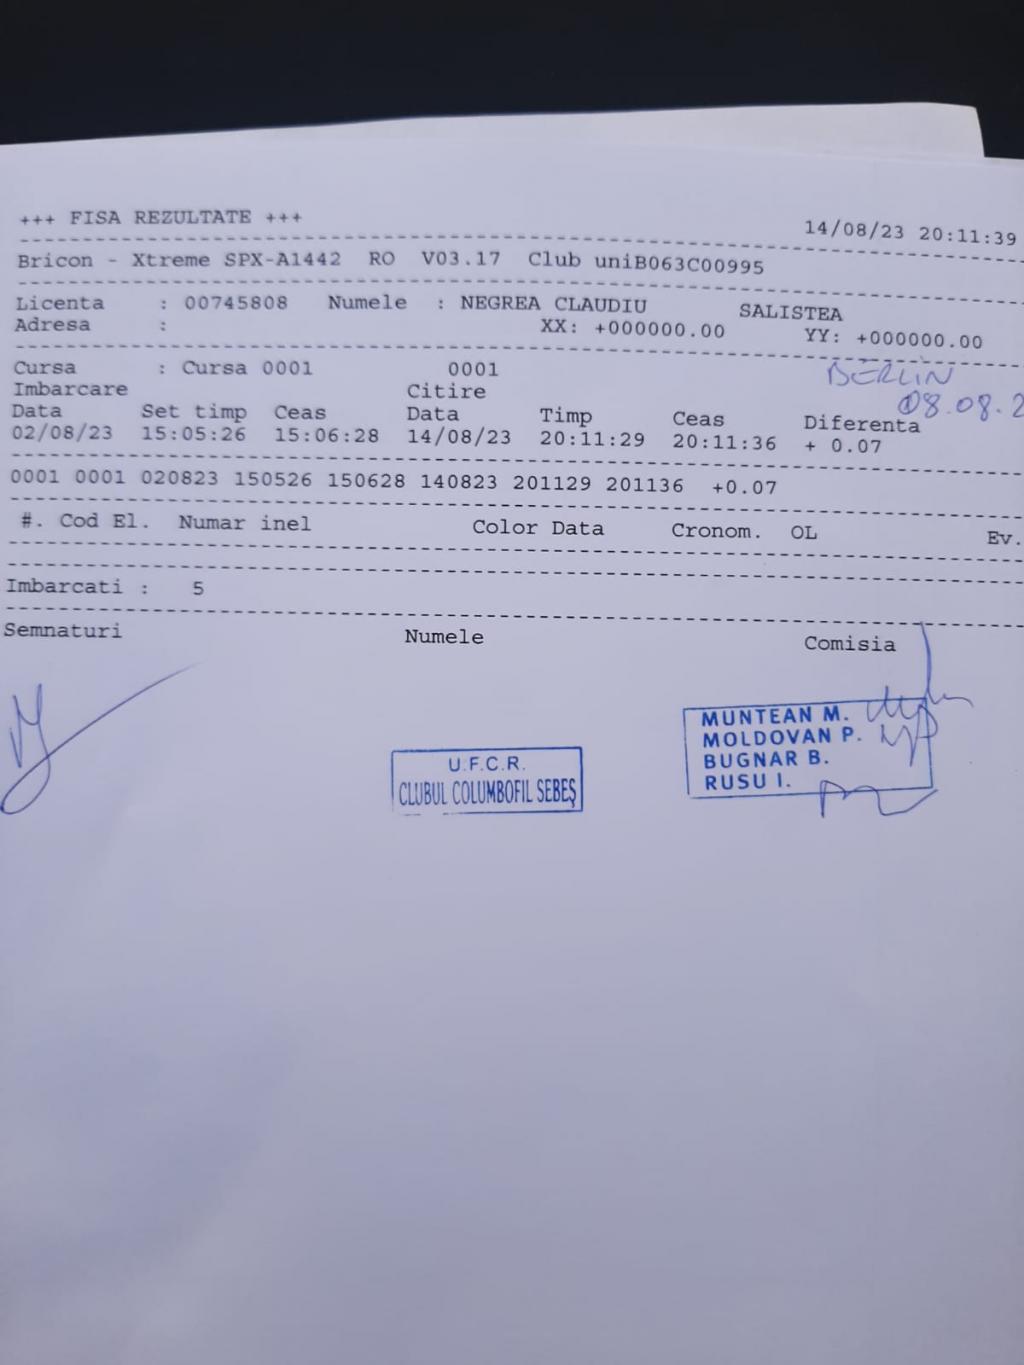 +++ FISA REZULTATE +++ 14/08/23 20:11:39
Bricon - Xtreme SPX-A1442 RO V03.17 Club uniB063C00995
Licenta : 00745808 Numele : NEGREA CLAUDIU SALISTEA
Adresa : XX: +000000.00 YY: +000000.00
Cursa : Cursa 0001 0001 BERLIN
Imbarcare Citire 08.08.2
Data Set timp Ceas Data Timp Ceas Diferenta
02/08/23 15:05:26 15:06:28 14/08/23 20:11:29 20:11:36 + 0.07
0001 0001 020823 150526 150628 140823 201129 201136 +0.07
#. Cod El. Numar inel Color Data Cronom. OL Ev.
Imbarcati : 5
Semnaturi Numele Comisia
MUNTEAN M.
MOLDOVAN P.
BUGNAR B.
RUSU I.
U.F.C.R.
CLUBUL COLUMBOFIL SEBEȘ